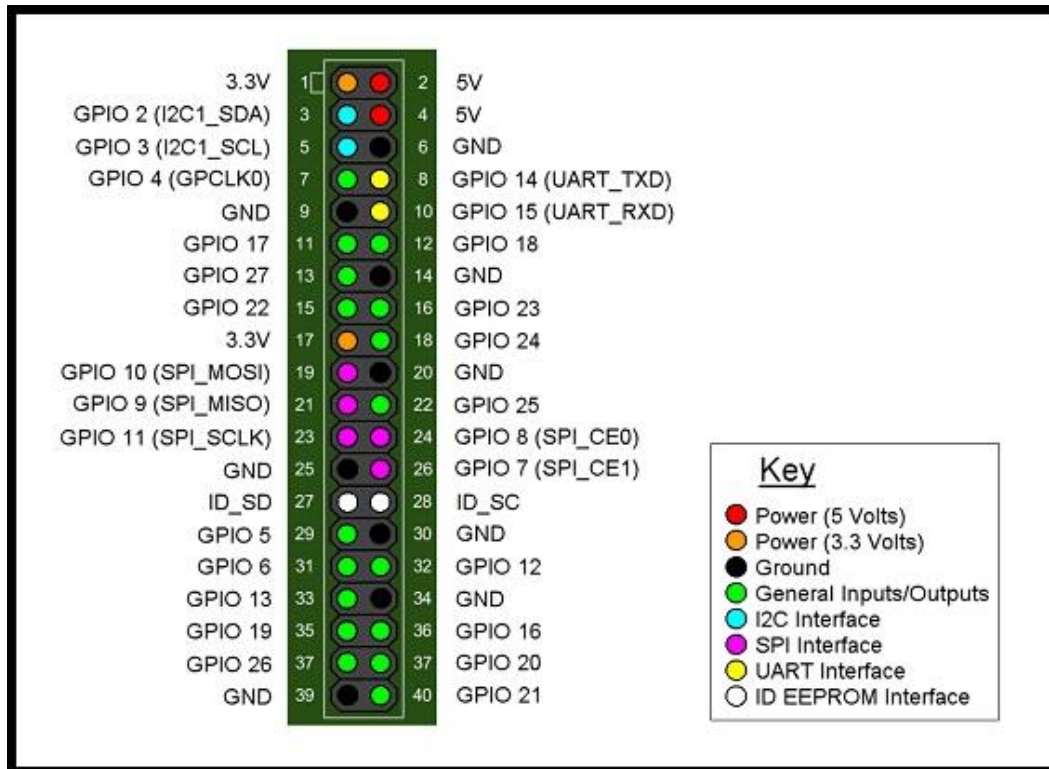 3.3V 1 2 5V
GPIO 2 (I2C1_SDA) 3 4 5V
GPIO 3 (I2C1_SCL) 5 6 GND
GPIO 4 (GPCLK0) 7 8 GPIO 14 (UART_TXD)
GND 9 10 GPIO 15 (UART_RXD)
GPIO 17 11 12 GPIO 18
GPIO 27 13 14 GND
GPIO 22 15 16 GPIO 23
3.3V 17 18 GPIO 24
GPIO 10 (SPI_MOSI) 19 20 GND
GPIO 9 (SPI_MISO) 21 22 GPIO 25
GPIO 11 (SPI_SCLK) 23 24 GPIO 8 (SPI_CE0)
GND 25 26 GPIO 7 (SPI_CE1)
ID_SD 27 28 ID_SC
GPIO 5 29 30 GND
GPIO 6 31 32 GPIO 12
GPIO 13 33 34 GND
GPIO 19 35 36 GPIO 16
GPIO 26 37 37 GPIO 20
GND 39 40 GPIO 21
Key
Power (5 Volts)
Power (3.3 Volts)
Ground
General Inputs/Outputs
I2C Interface
SPI Interface
UART Interface
ID EEPROM Interface